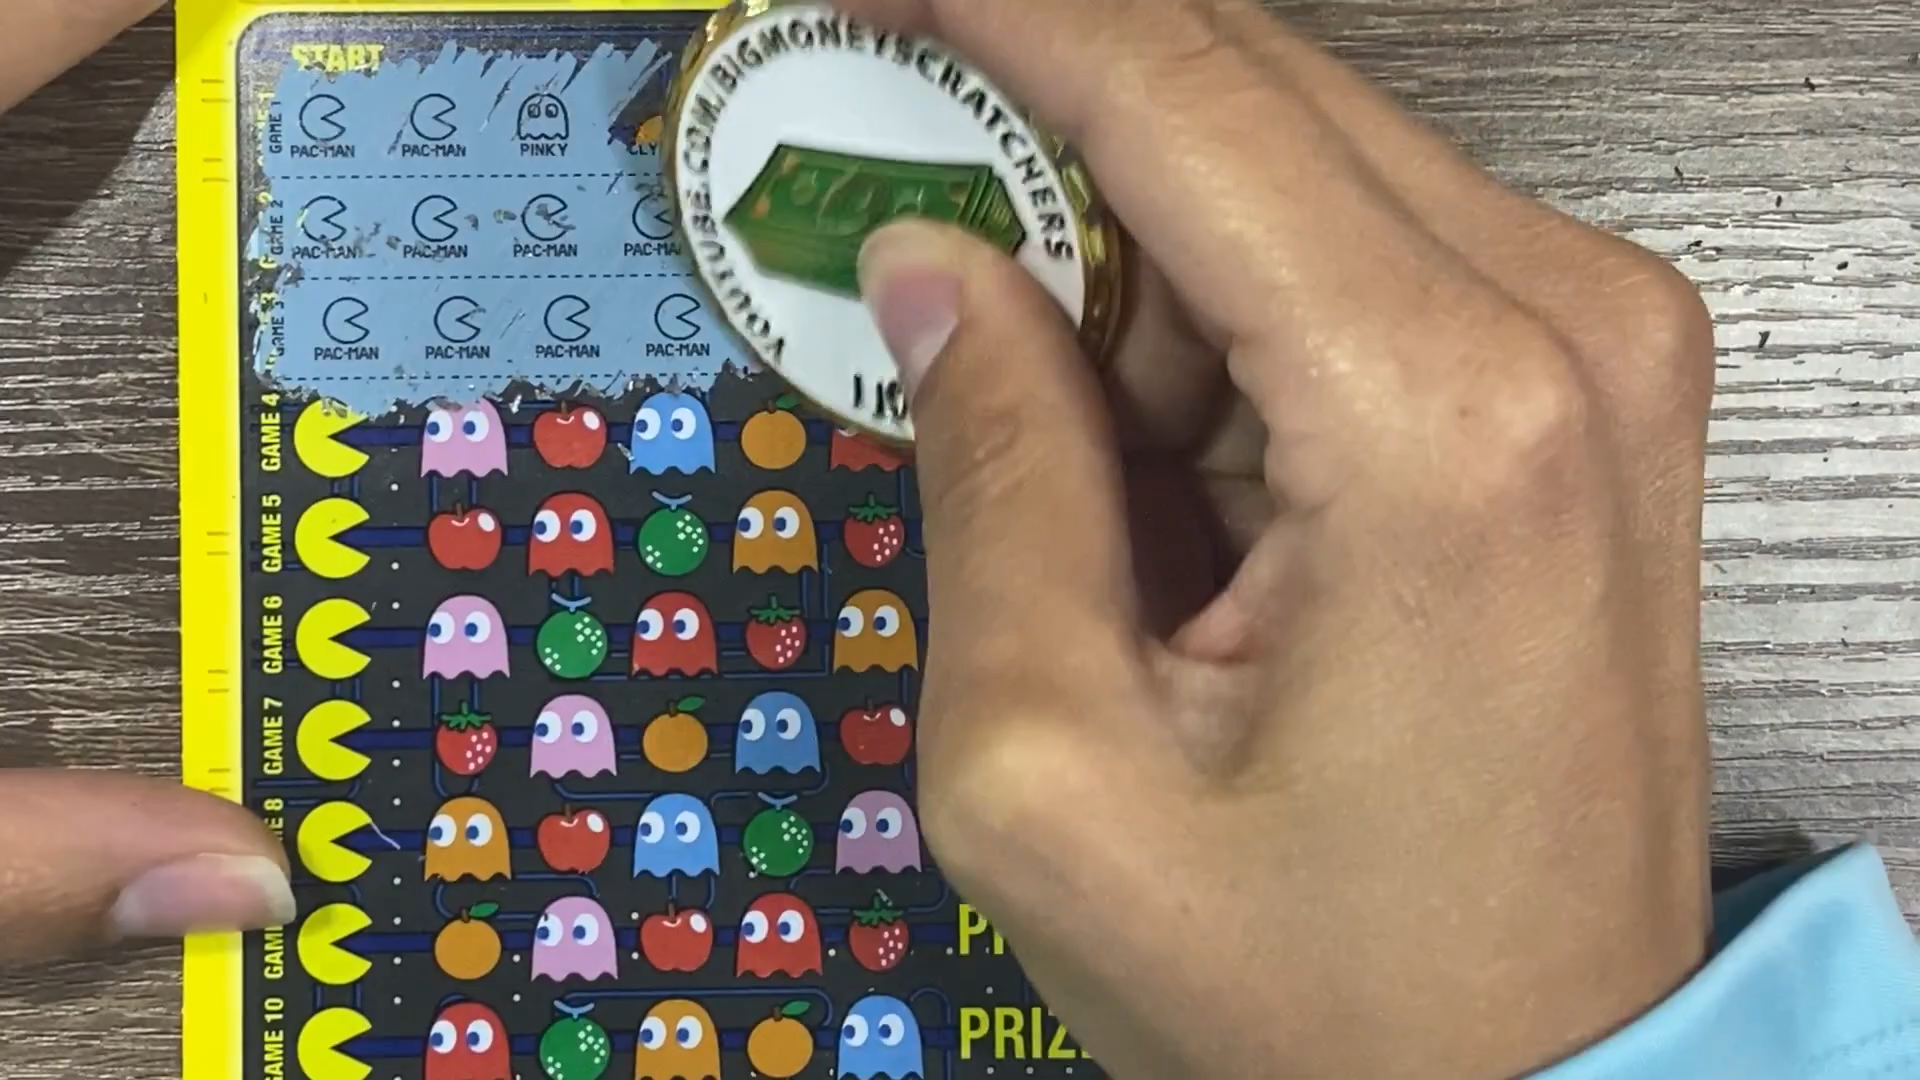 START
GAME 1
PAC-MAN PAC-MAN PINKY
GAME 2
PAC-MAN PAC-MAN PAC-MAN
GAME 3
PAC-MAN PAC-MAN PAC-MAN PAC-MAN
GAME 4
GAME 5
GAME 6
GAME 7
8
GAME 10
YOUTUBE.COM/BIGMONEYSCRATCHERS